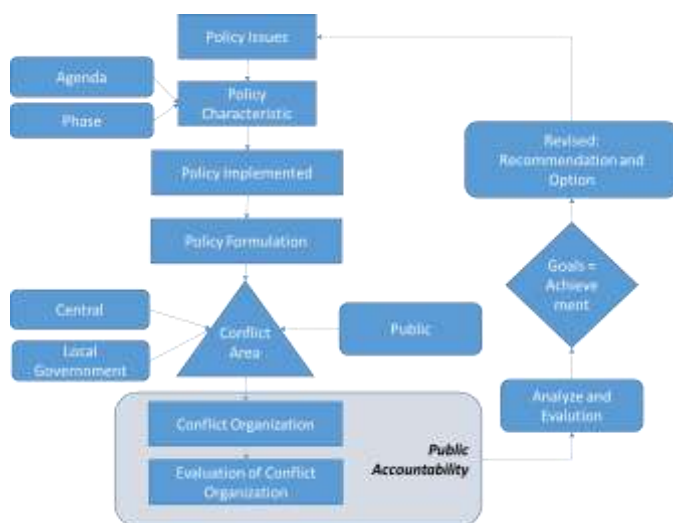 Policy Issues
Agenda
Phase
Policy
Characteristic
Policy Implemented
Policy Formulation
Central
Local
Governonment
Conflict
Area
Public
Conflict Organization
Evaluation of Conflict
Organization
Public
Accountability
Analyze and
Evalution
Goals =
Achieve
ment
Revised:
Recommendation and
Option